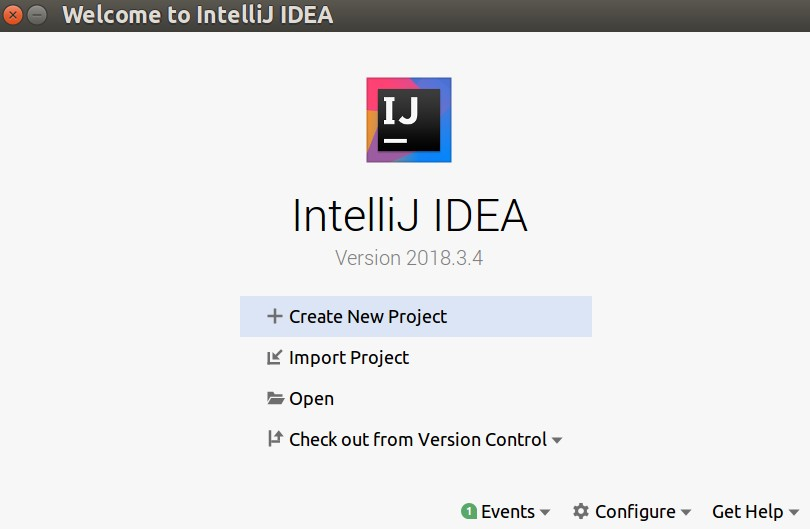 Welcome to IntelliJ IDEA
IJ
IntelliJ IDEA
Version 2018.3.4
Create New Project
Import Project
Open
Check out from Version Control
1 Events Configure Get Help